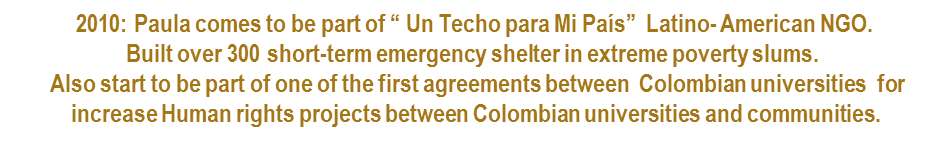 2010: Paula comes to be part of “ Un Techo para Mi País” Latino- American NGO.
Built over 300 short-term emergency shelter in extreme poverty slums.
Also start to be part of one of the first agreements between Colombian universities for
increase Human rights projects between Colombian universities and communities.